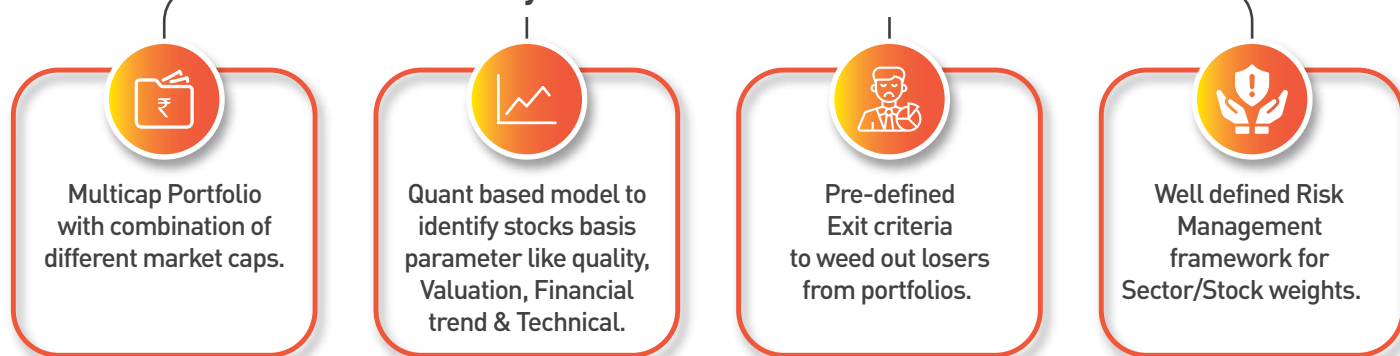 Multicap Portfolio
with combination of
different market caps.
Quant based model to
identify stocks basis
parameter like quality,
Valuation, Financial
trend & Technical.
Pre-defined
Exit criteria
to weed out losers
from portfolios.
Well defined Risk
Management
framework for
Sector/Stock weights.